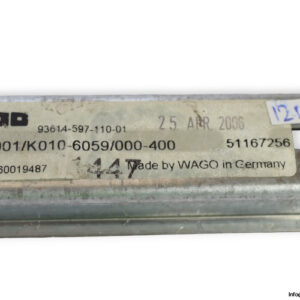 93614-597-110-01 25 APR. 2006
001/K010-6059/000-400 51167256
60019487 1447 Made by WAGO in Germany